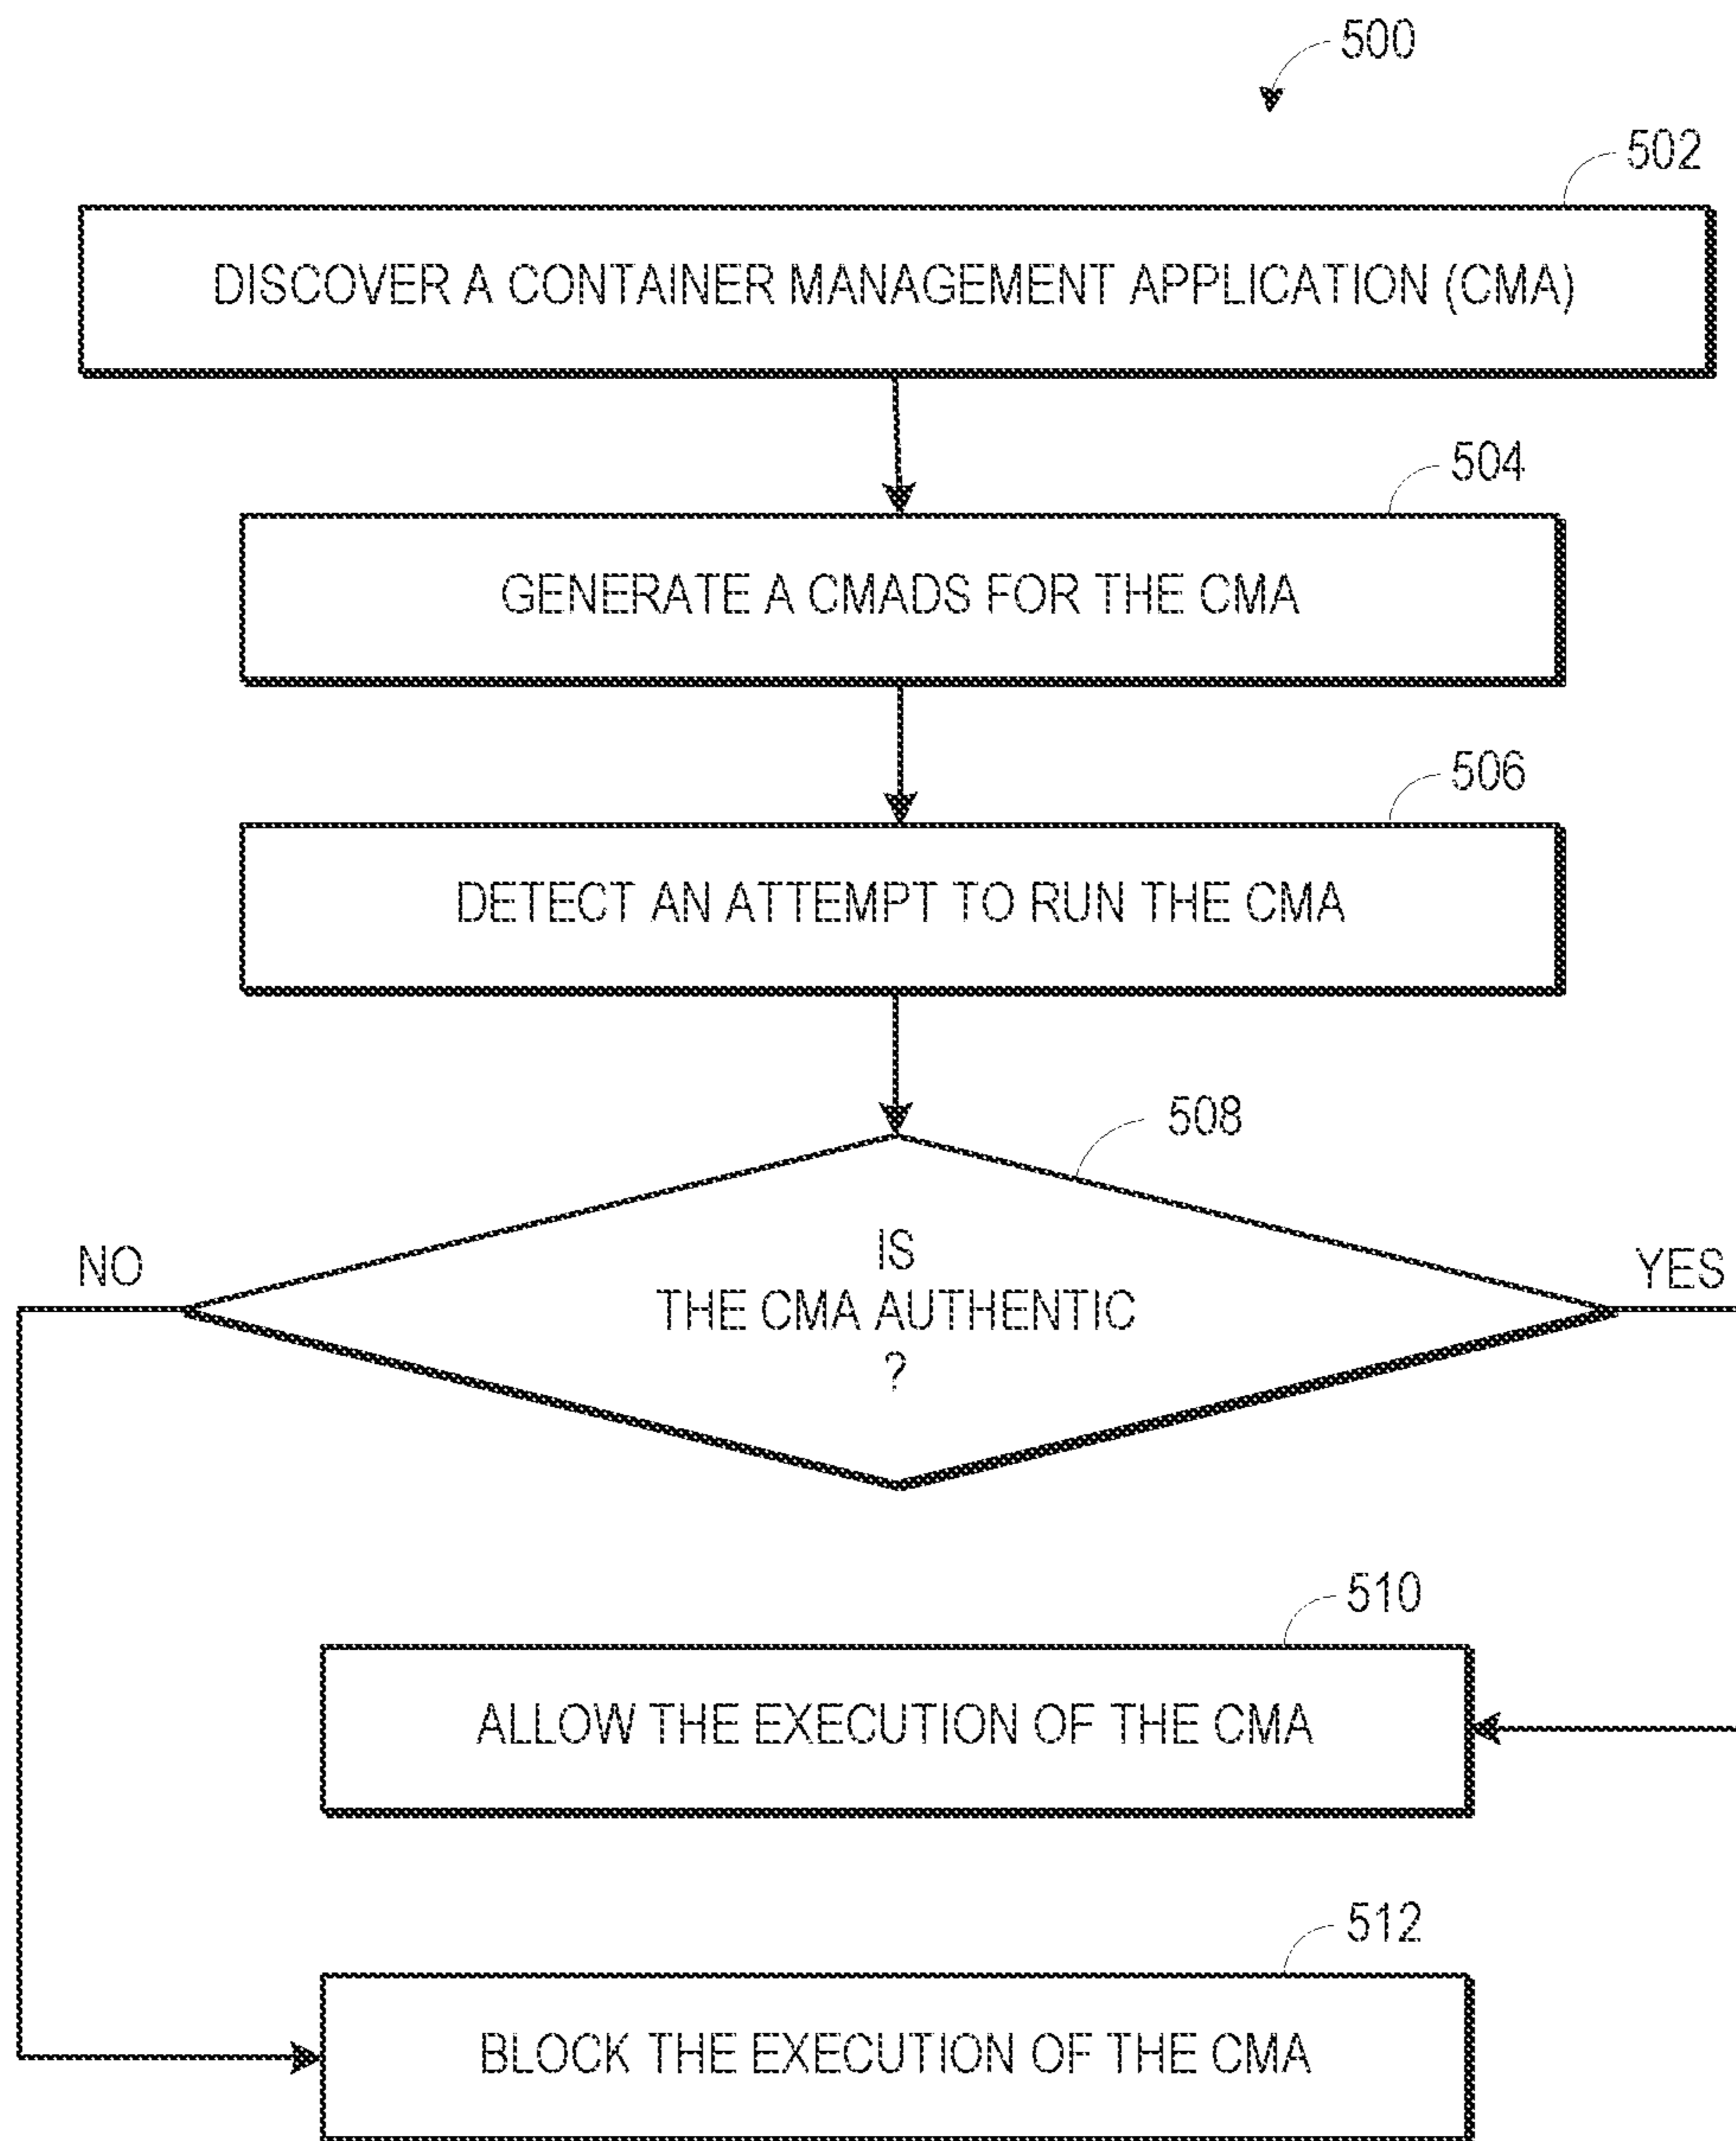 500
502
DISCOVER A CONTAINER MANAGEMENT APPLICATION (CMA)
504
GENERATE A CMADS FOR THE CMA
506
DETECT AN ATTEMPT TO RUN THE CMA
508
NO
IS
THE CMA AUTHENTIC
?
YES
510
ALLOW THE EXECUTION OF THE CMA
512
BLOCK THE EXECUTION OF THE CMA